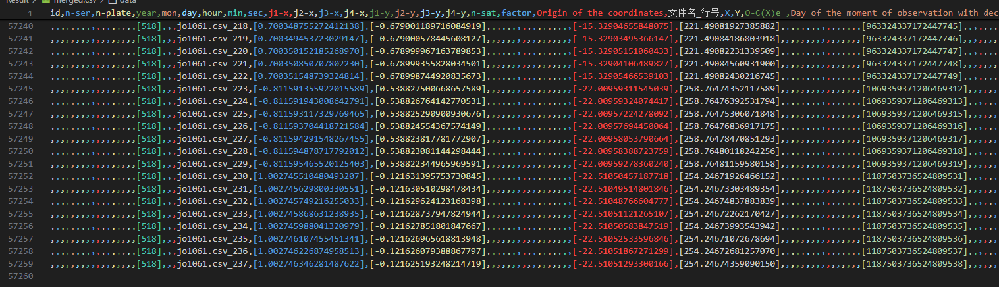 Result > merged.csv > data
id,n-ser,n-plate,year,mon,day,hour,min,sec,j1-x,j2-x,j3-x,j4-x,j1-y,j2-y,j3-y,j4-y,n-sat,factor,Origin of the coordinates,文件名_行号,X,Y,O-C(X)e ,Day of the moment of observation with dec
57240 ,,,,,,,,,,,,,,,,,[518],,,jo1061.csv_218,[0.700348755272412138],[-0.679001189716084919],,,,,,,,,,,,,,,,,[-15.32904655848075],[221.49081927385882],,,,,,,,,,,,,,,,[963324337172447745],,,,,,
57241 ,,,,,,,,,,,,,,,,,[518],,,jo1061.csv_219,[0.700349453723029147],[-0.679000578445608127],,,,,,,,,,,,,,,,,[-15.32903495366147],[221.49084186803918],,,,,,,,,,,,,,,,[963324337172447746],,,,,,
57242 ,,,,,,,,,,,,,,,,,[518],,,jo1061.csv_220,[0.700350152185268970],[-0.678999967163789853],,,,,,,,,,,,,,,,,[-15.32905151060433],[221.49082231339509],,,,,,,,,,,,,,,,[963324337172447747],,,,,,
57243 ,,,,,,,,,,,,,,,,,[518],,,jo1061.csv_221,[0.700350850707802230],[-0.678999355828034501],,,,,,,,,,,,,,,,,[-15.32904106489827],[221.49084560931900],,,,,,,,,,,,,,,,[963324337172447748],,,,,,
57244 ,,,,,,,,,,,,,,,,,[518],,,jo1061.csv_222,[0.700351548739324814],[-0.678998744920835673],,,,,,,,,,,,,,,,,[-15.32905466539103],[221.49082430216745],,,,,,,,,,,,,,,,[963324337172447749],,,,,,
57245 ,,,,,,,,,,,,,,,,,[518],,,jo1061.csv_223,[-0.811591355922015589],[0.538827500668657589],,,,,,,,,,,,,,,,,[-22.00959311545039],[258.76474352117589],,,,,,,,,,,,,,,,[1069359371206469312],,,,,,
57246 ,,,,,,,,,,,,,,,,,[518],,,jo1061.csv_224,[-0.811591943008642791],[0.538826764142770531],,,,,,,,,,,,,,,,,[-22.00959324074417],[258.76476392531794],,,,,,,,,,,,,,,,[1069359371206469313],,,,,,
57247 ,,,,,,,,,,,,,,,,,[518],,,jo1061.csv_225,[-0.811593117329769465],[0.538825290900930676],,,,,,,,,,,,,,,,,[-22.00957224278092],[258.76475306071848],,,,,,,,,,,,,,,,[1069359371206469315],,,,,,
57248 ,,,,,,,,,,,,,,,,,[518],,,jo1061.csv_226,[-0.811593704418721584],[0.538824554367574149],,,,,,,,,,,,,,,,,[-22.00957694450064],[258.76476836917175],,,,,,,,,,,,,,,,[1069359371206469316],,,,,,
57249 ,,,,,,,,,,,,,,,,,[518],,,jo1061.csv_227,[-0.811594291548267455],[0.538823817781772907],,,,,,,,,,,,,,,,,[-22.00958053790664],[258.76478470851293],,,,,,,,,,,,,,,,[1069359371206469317],,,,,,
57250 ,,,,,,,,,,,,,,,,,[518],,,jo1061.csv_228,[-0.811594878717792012],[0.538823081144298444],,,,,,,,,,,,,,,,,[-22.00958388723759],[258.76480118242256],,,,,,,,,,,,,,,,[1069359371206469318],,,,,,
57251 ,,,,,,,,,,,,,,,,,[518],,,jo1061.csv_229,[-0.811595465520125403],[0.538822344965969591],,,,,,,,,,,,,,,,,[-22.00959278360240],[258.76481159580158],,,,,,,,,,,,,,,,[1069359371206469319],,,,,,
57252 ,,,,,,,,,,,,,,,,,[518],,,jo1061.csv_230,[1.002745510480493207],[-0.121631395753730845],,,,,,,,,,,,,,,,,[-22.51050457187718],[254.24671926466152],,,,,,,,,,,,,,,,[1187503736524809531],,,,,,
57253 ,,,,,,,,,,,,,,,,,[518],,,jo1061.csv_231,[1.002745629800330551],[-0.121630510298478434],,,,,,,,,,,,,,,,,[-22.51049514801846],[254.24673303489354],,,,,,,,,,,,,,,,[1187503736524809532],,,,,,
57254 ,,,,,,,,,,,,,,,,,[518],,,jo1061.csv_232,[1.002745749216255033],[-0.121629624123168398],,,,,,,,,,,,,,,,,[-22.51048766604777],[254.24674837883839],,,,,,,,,,,,,,,,[1187503736524809533],,,,,,
57255 ,,,,,,,,,,,,,,,,,[518],,,jo1061.csv_233,[1.002745868631238935],[-0.121628737947824944],,,,,,,,,,,,,,,,,[-22.51051121265107],[254.24672262170427],,,,,,,,,,,,,,,,[1187503736524809534],,,,,,
57256 ,,,,,,,,,,,,,,,,,[518],,,jo1061.csv_234,[1.002745988041320979],[-0.121627851801847667],,,,,,,,,,,,,,,,,[-22.51050583847519],[254.24673993543942],,,,,,,,,,,,,,,,[1187503736524809535],,,,,,
57257 ,,,,,,,,,,,,,,,,,[518],,,jo1061.csv_235,[1.002746107455451341],[-0.121626965618813948],,,,,,,,,,,,,,,,,[-22.51052533596846],[254.24671072678694],,,,,,,,,,,,,,,,[1187503736524809536],,,,,,
57258 ,,,,,,,,,,,,,,,,,[518],,,jo1061.csv_236,[1.002746226874958513],[-0.121626079388867797],,,,,,,,,,,,,,,,,[-22.51051867271299],[254.24672681257070],,,,,,,,,,,,,,,,[1187503736524809537],,,,,,
57259 ,,,,,,,,,,,,,,,,,[518],,,jo1061.csv_237,[1.002746346281487622],[-0.121625193248214719],,,,,,,,,,,,,,,,,[-22.51051293300166],[254.24674359090150],,,,,,,,,,,,,,,,[1187503736524809538],,,,,,
57260